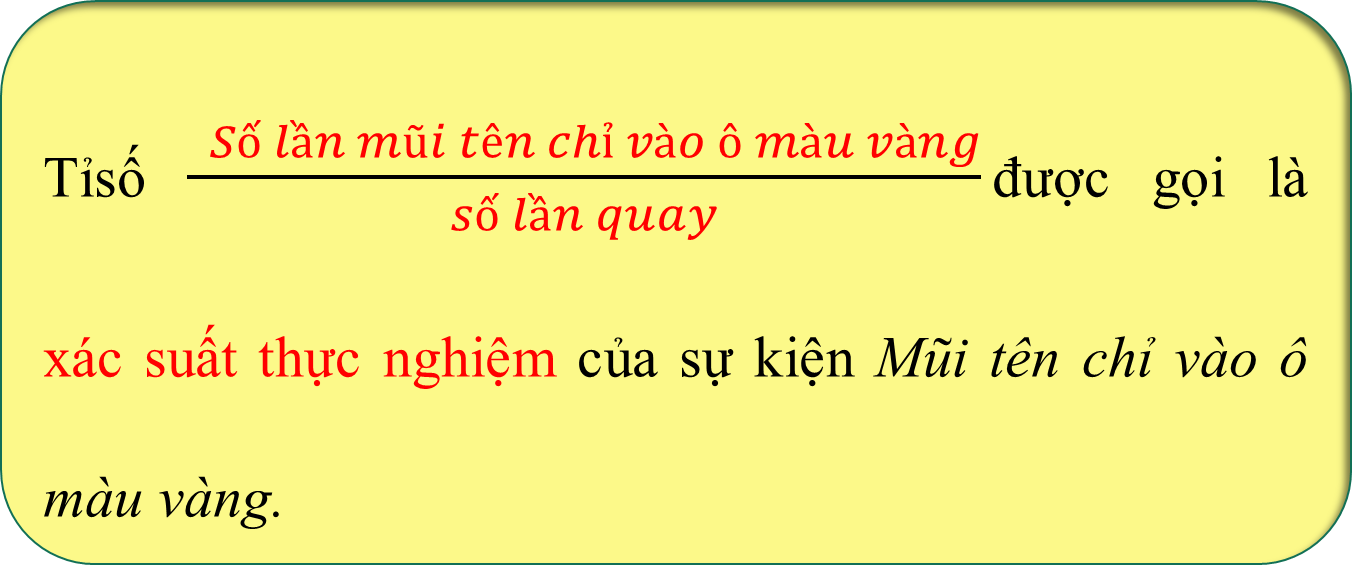 Số lần mũi tên chỉ vào ô màu vàng
Tỉsố được gọi là
số lần quay
xác suất thực nghiệm của sự kiện Mũi tên chỉ vào ô
màu vàng.